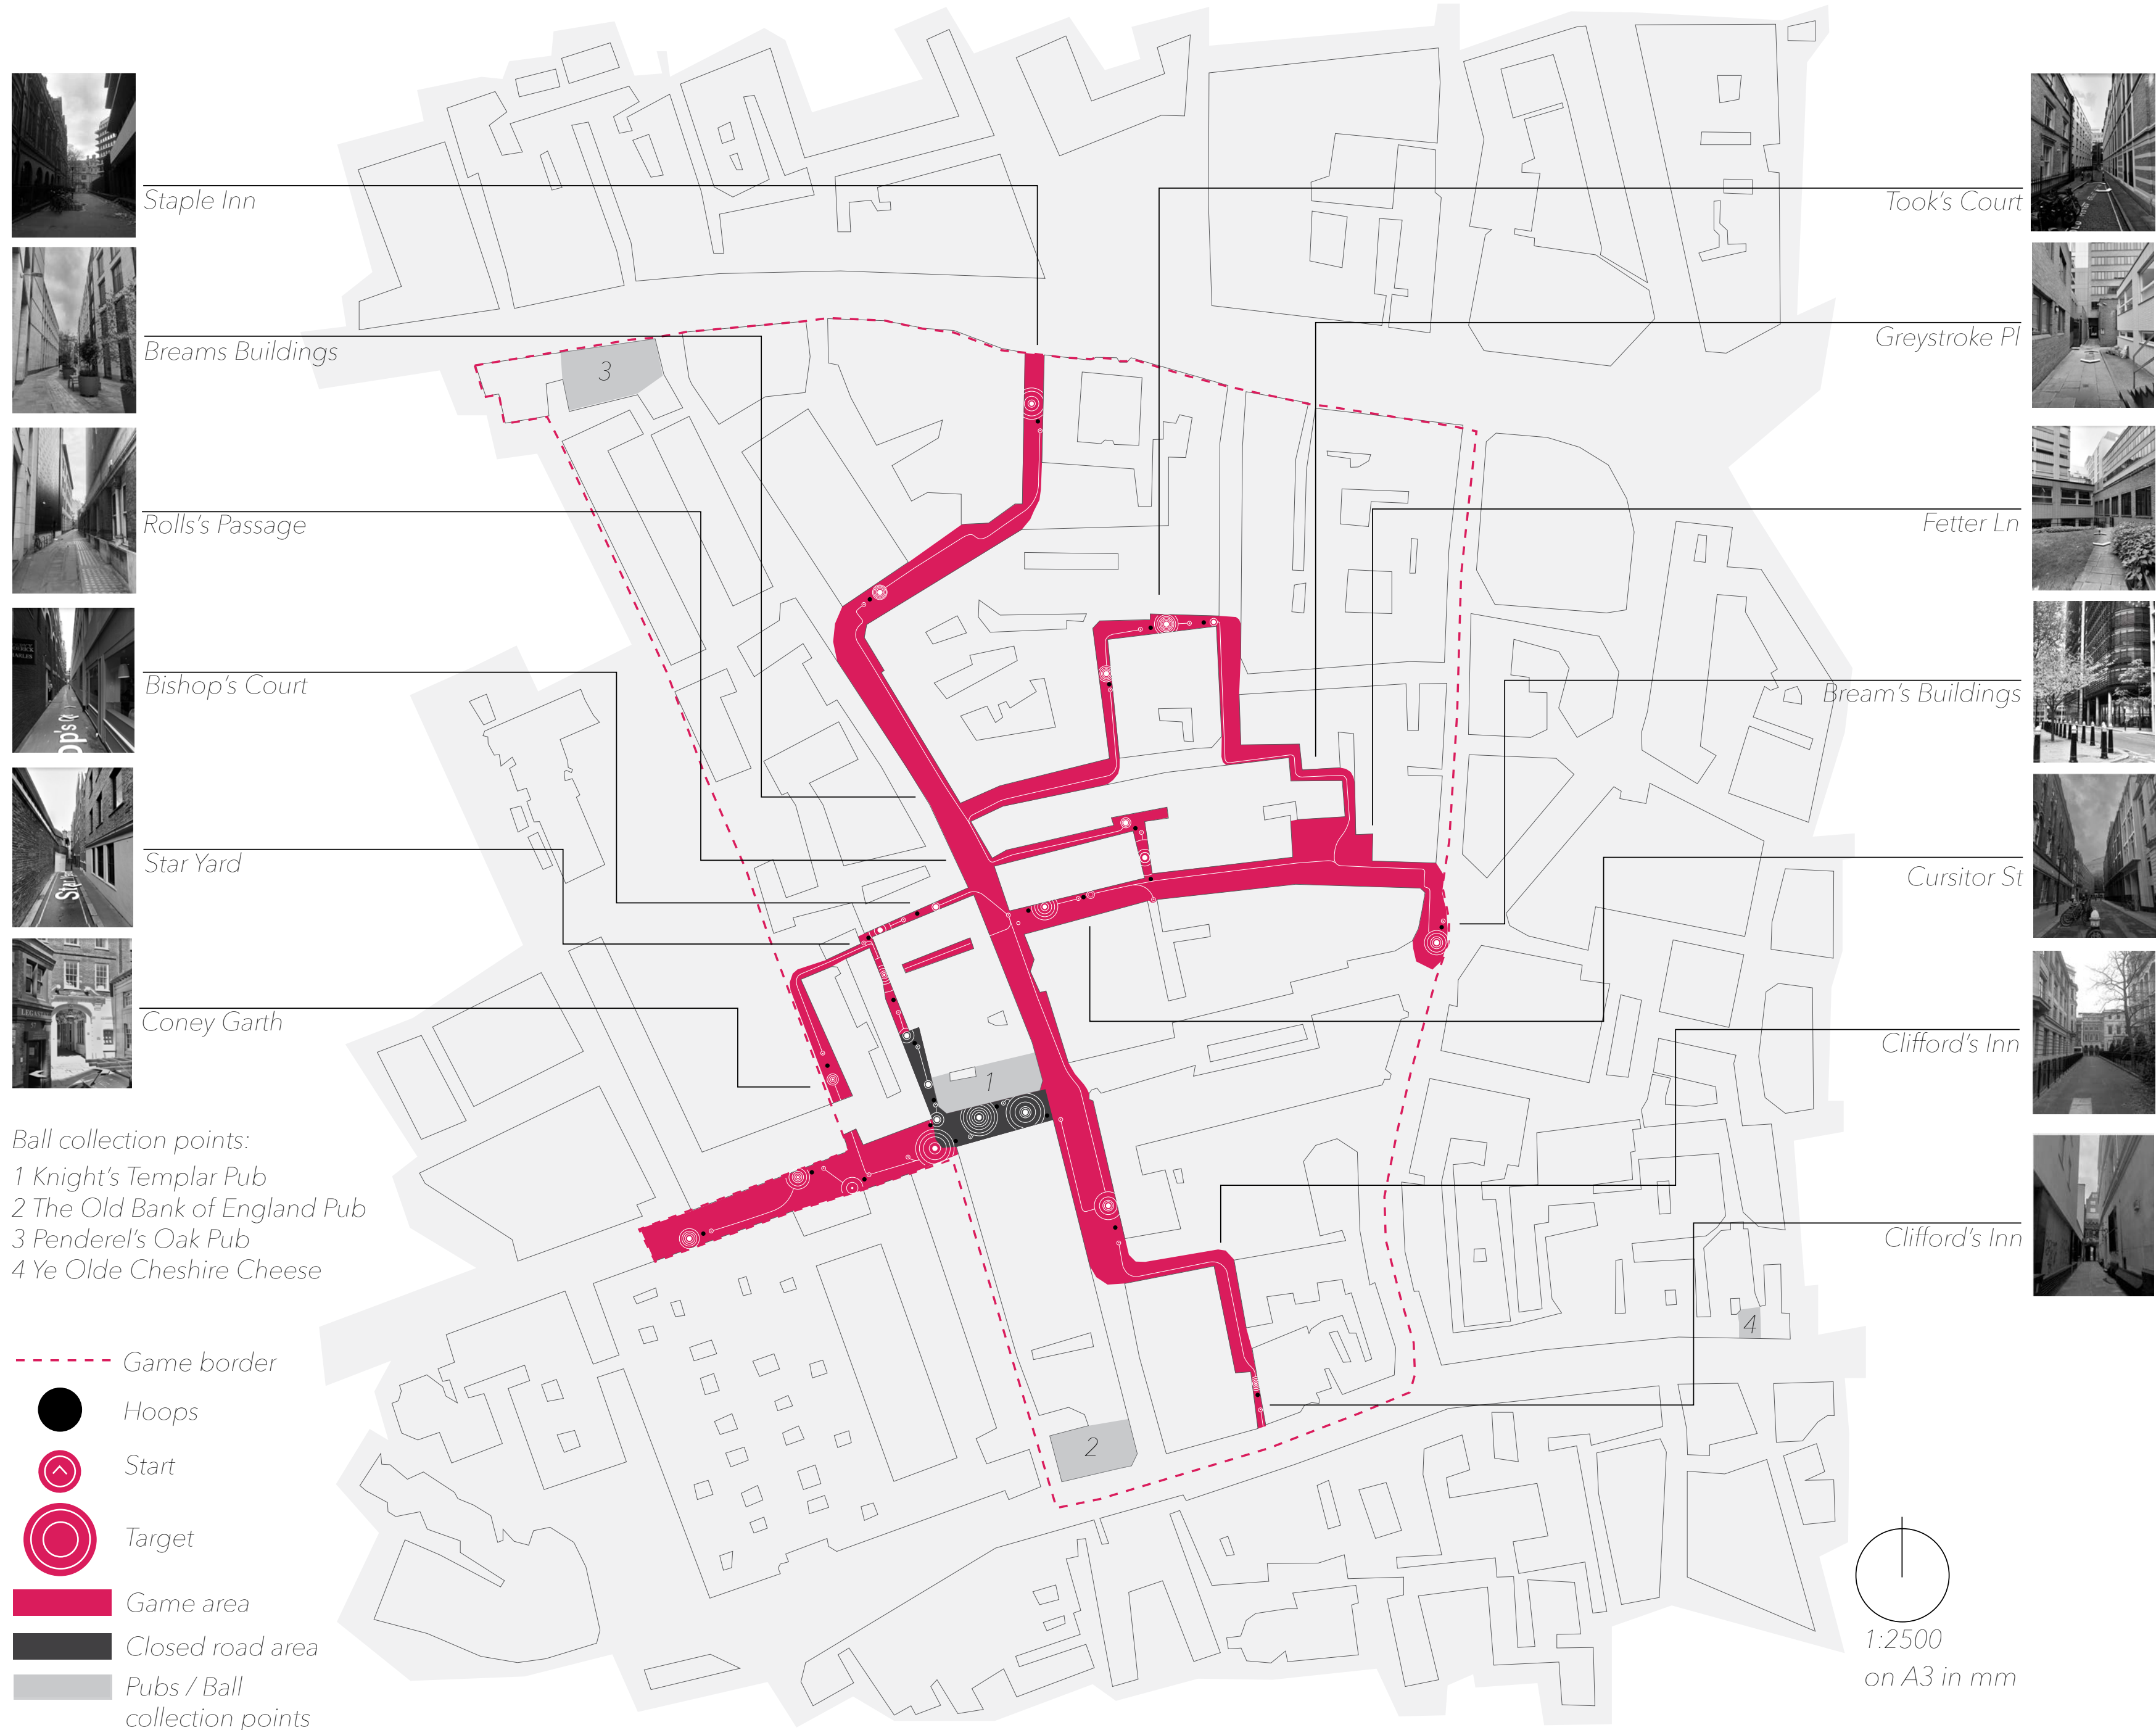 Staple Inn
Breams Buildings
Rolls's Passage
Bishop's Court
Star Yard
Coney Garth
Ball collection points:
1 Knight's Templar Pub
2 The Old Bank of England Pub
3 Penderel's Oak Pub
4 Ye Olde Cheshire Cheese
Game border
Hoops
Start
Target
Game area
Closed road area
Pubs / Ball
collection points
3
1
2
4
Took's Court
Greystroke Pl
Fetter Ln
Bream's Buildings
Cursitor St
Clifford's Inn
Clifford's Inn
1:2500
on A3 in mm